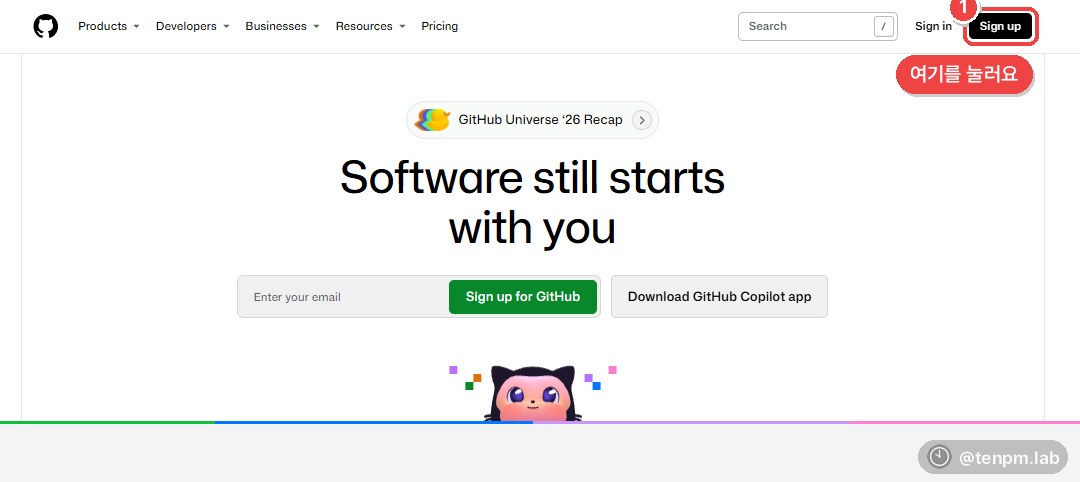 Products Developers Businesses Resources Pricing Search / Sign in Sign up
1
여기를 눌러요
GitHub Universe ‘26 Recap
Software still starts
with you
Enter your email Sign up for GitHub Download GitHub Copilot app
@tenpm.lab